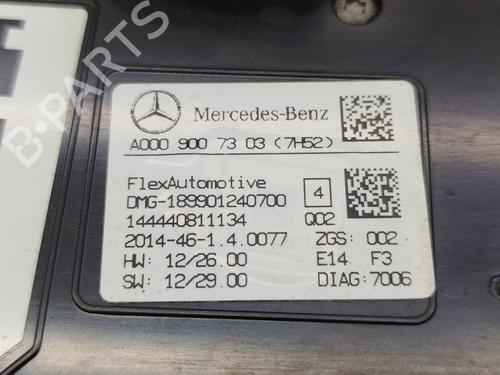 B-PARTS
Mercedes-Benz
A000 900 73 03 (7H52)
FlexAutomotive
DMG-189901240700 4
144440811134 Q02
2014-46-1.4.0077 ZGS: 002
HW: 12/26.00 E14. F3
SW: 12/29.00 DIAG:7006